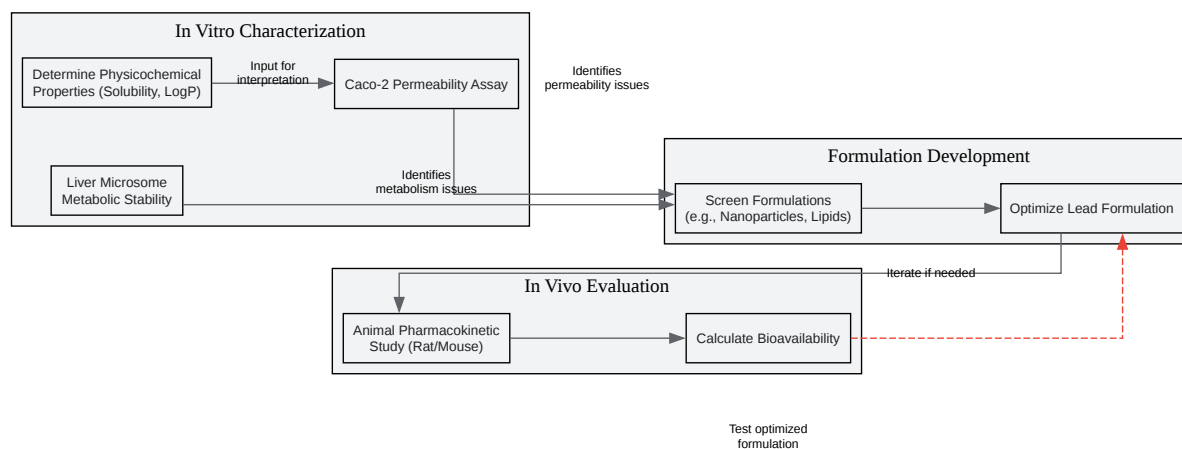 In Vitro Characterization
Determine Physicochemical
Properties (Solubility, LogP)
Input for
interpretation
Caco-2 Permeability Assay
Identifies
permeability issues
Liver Microsome
Metabolic Stability
Identifies
metabolism issues
Formulation Development
Screen Formulations
(e.g., Nanoparticles, Lipids)
Optimize Lead Formulation
Iterate if needed
In Vivo Evaluation
Animal Pharmacokinetic
Study (Rat/Mouse)
Calculate Bioavailability
Test optimized
formulation